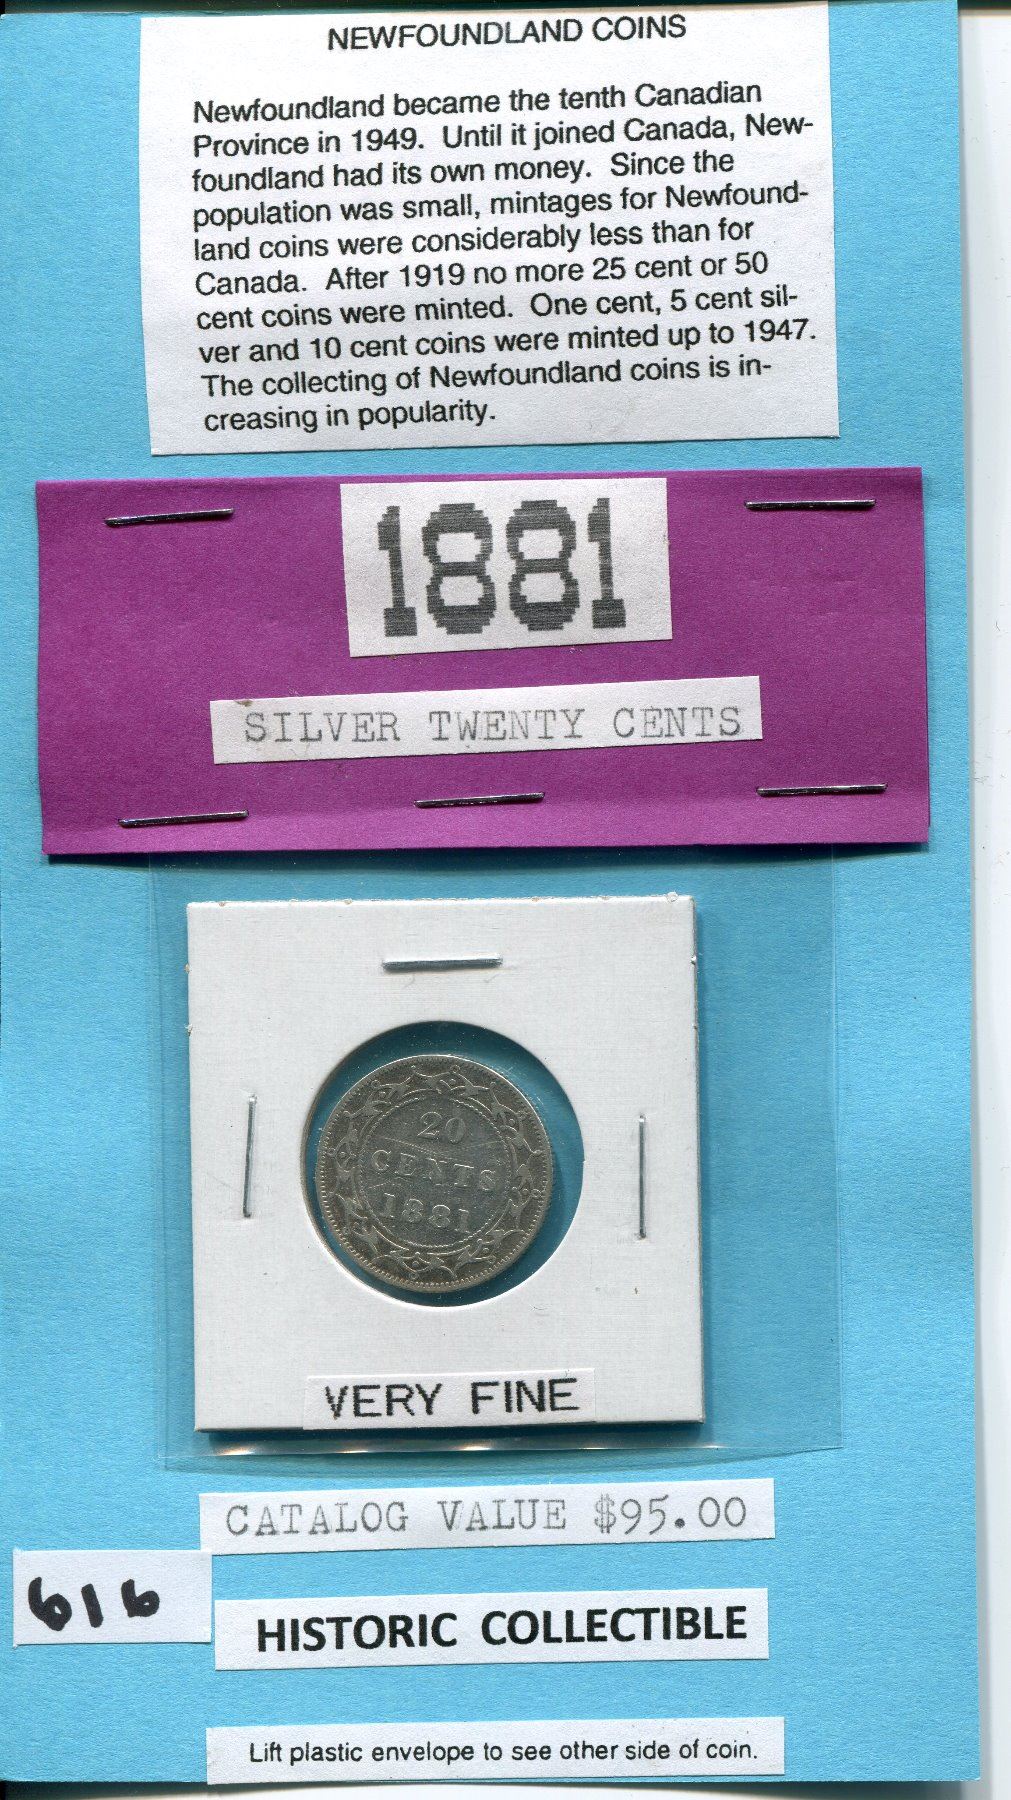 NEWFOUNDLAND COINS
Newfoundland became the tenth Canadian
Province in 1949. Until it joined Canada, New-
foundland had its own money. Since the
population was small, mintages for Newfound-
land coins were considerably less than for
Canada. After 1919 no more 25 cent or 50
cent coins were minted. One cent, 5 cent sil-
ver and 10 cent coins were minted up to 1947.
The collecting of Newfoundland coins is in-
creasing in popularity.
1881
SILVER TWENTY CENTS
20
CENTS
1881
VERY FINE
CATALOG VALUE $95.00
616
HISTORIC COLLECTIBLE
Lift plastic envelope to see other side of coin.